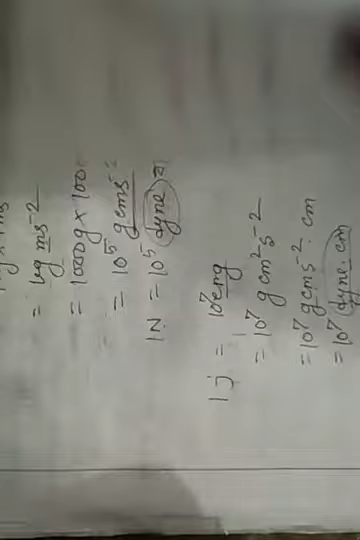 = 1kg ms⁻²
= 1000g × 100
= 10⁵ gcms⁻²
1N = 10⁵ dyne
1J = 10⁷erg
= 10⁷ gcm²s⁻²
= 10⁷ gcms⁻². cm
= 10⁷ dyne. cm